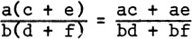 a(c + e)/b(d + f) = ac + ae/bd + bf